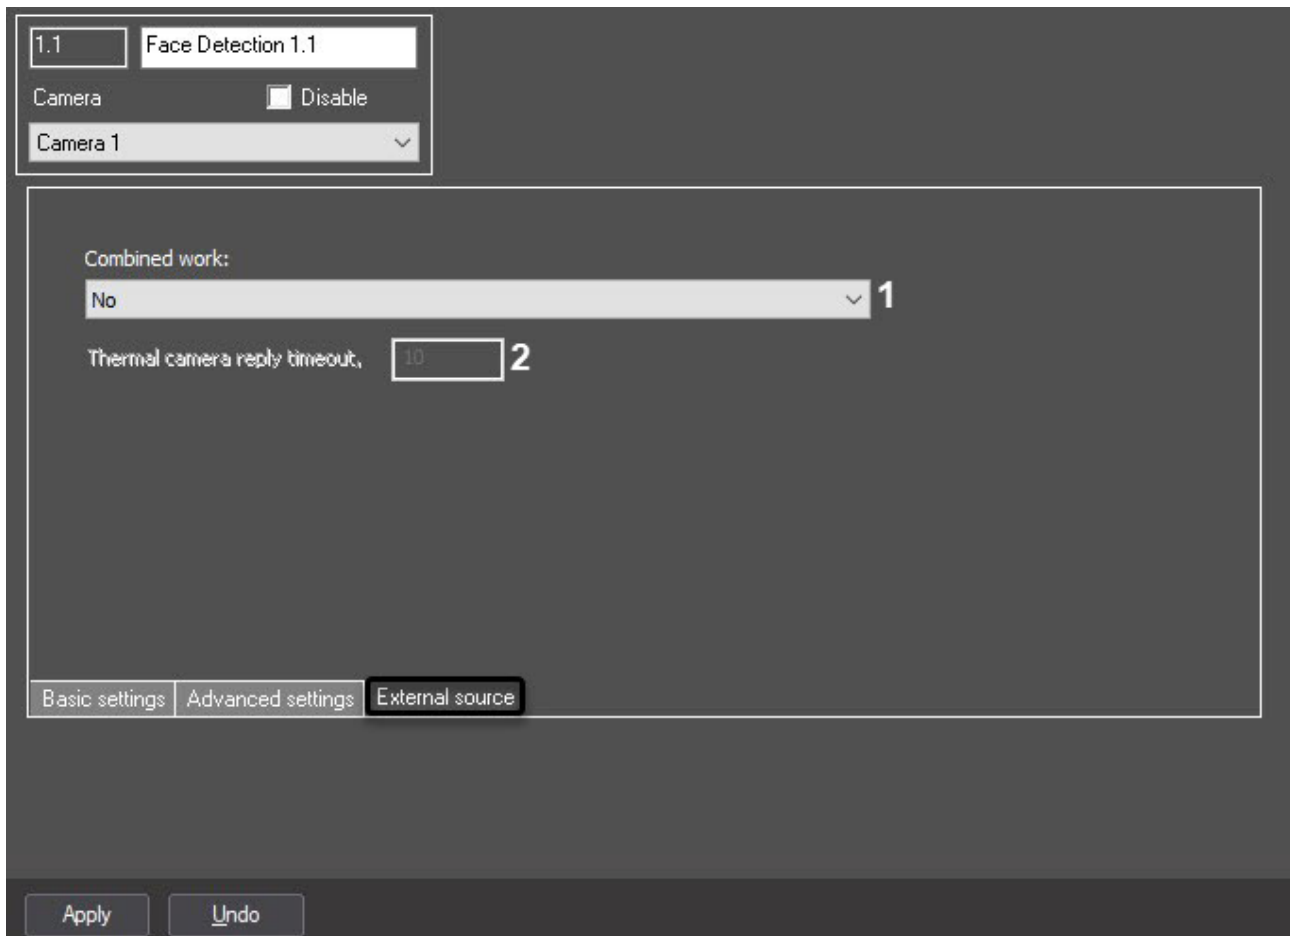 1.1 Face Detection 1.1
Camera Disable
Camera 1
Combined work:
No 1
Thermal camera reply timeout, 10 2
Basic settings Advanced settings External source
Apply Undo